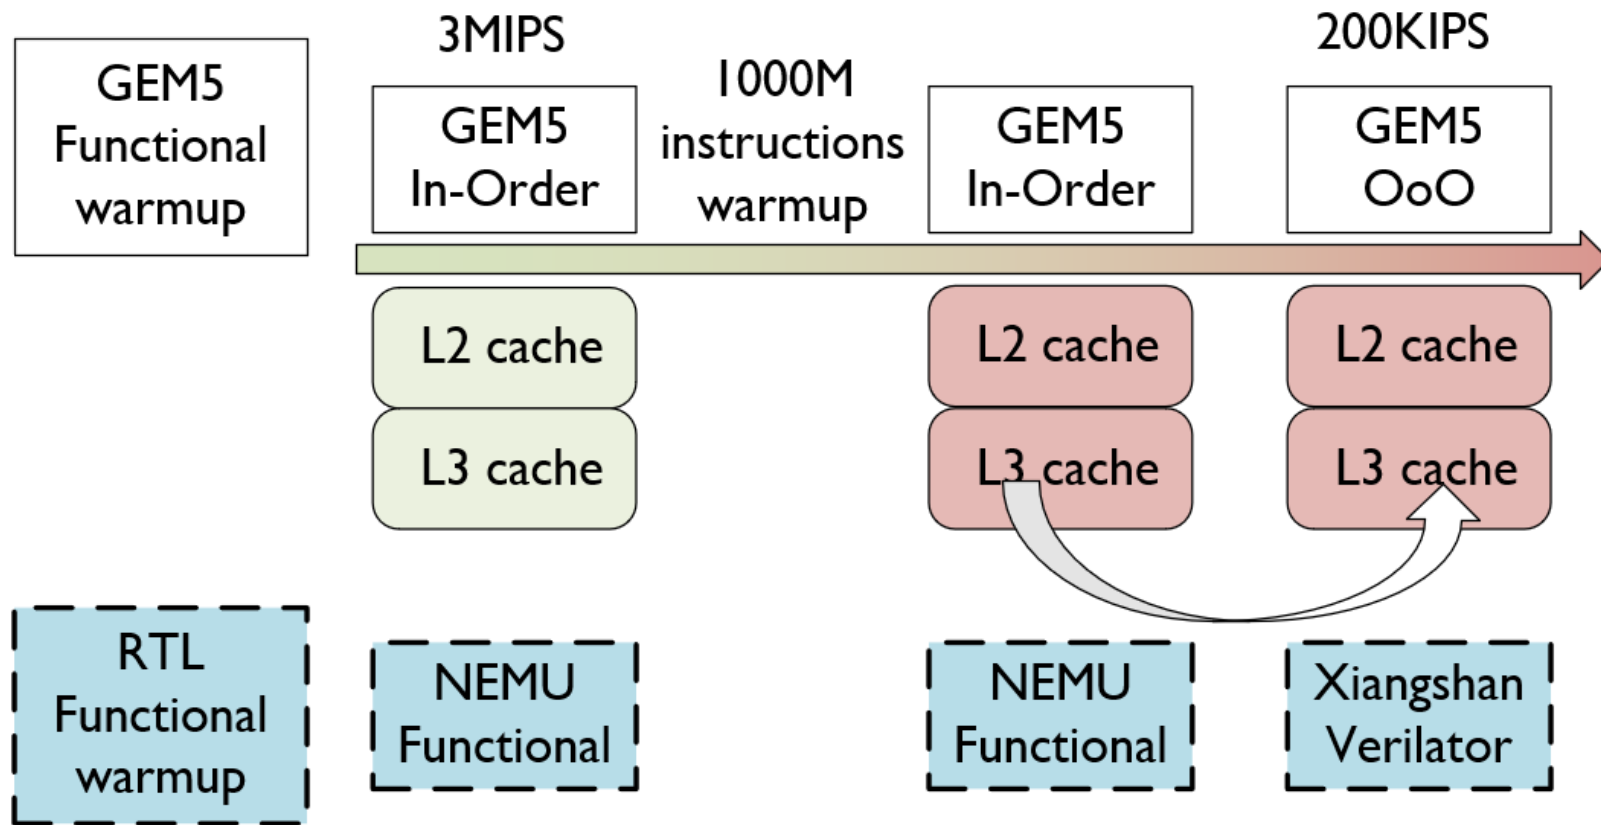 GEM5
Functional
warmup
3MIPS
GEM5
In-Order
1000M
instructions
warmup
GEM5
In-Order
200KIPS
GEM5
OoO
L2 cache
L3 cache
L2 cache
L3 cache
L2 cache
L3 cache
RTL
Functional
warmup
NEMU
Functional
NEMU
Functional
Xiangshan
Verilator